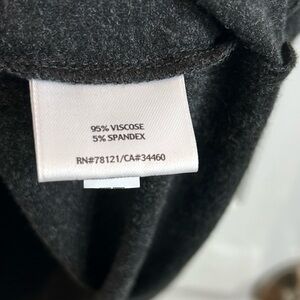 95% VISCOSE
5% SPANDEX
RN#78121/CA#34460